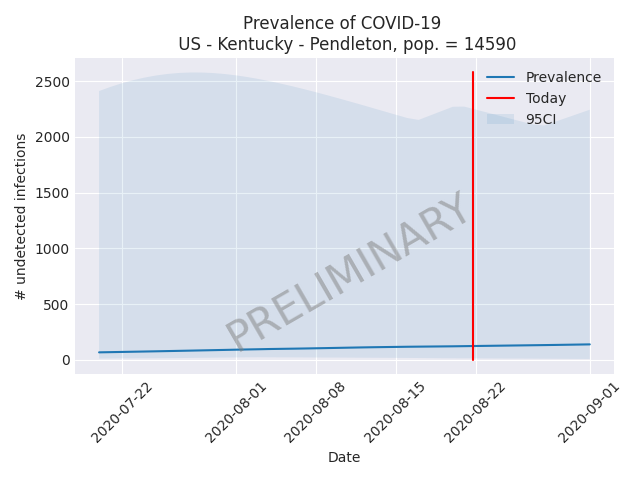 Prevalence of COVID-19
US - Kentucky - Pendleton, pop. = 14590
Prevalence
Today
95CI
2500
2000
1500
1000
500
0
# undetected infections
PRELIMINARY
2020-07-22
2020-08-01
2020-08-08
2020-08-15
2020-08-22
2020-09-01
Date